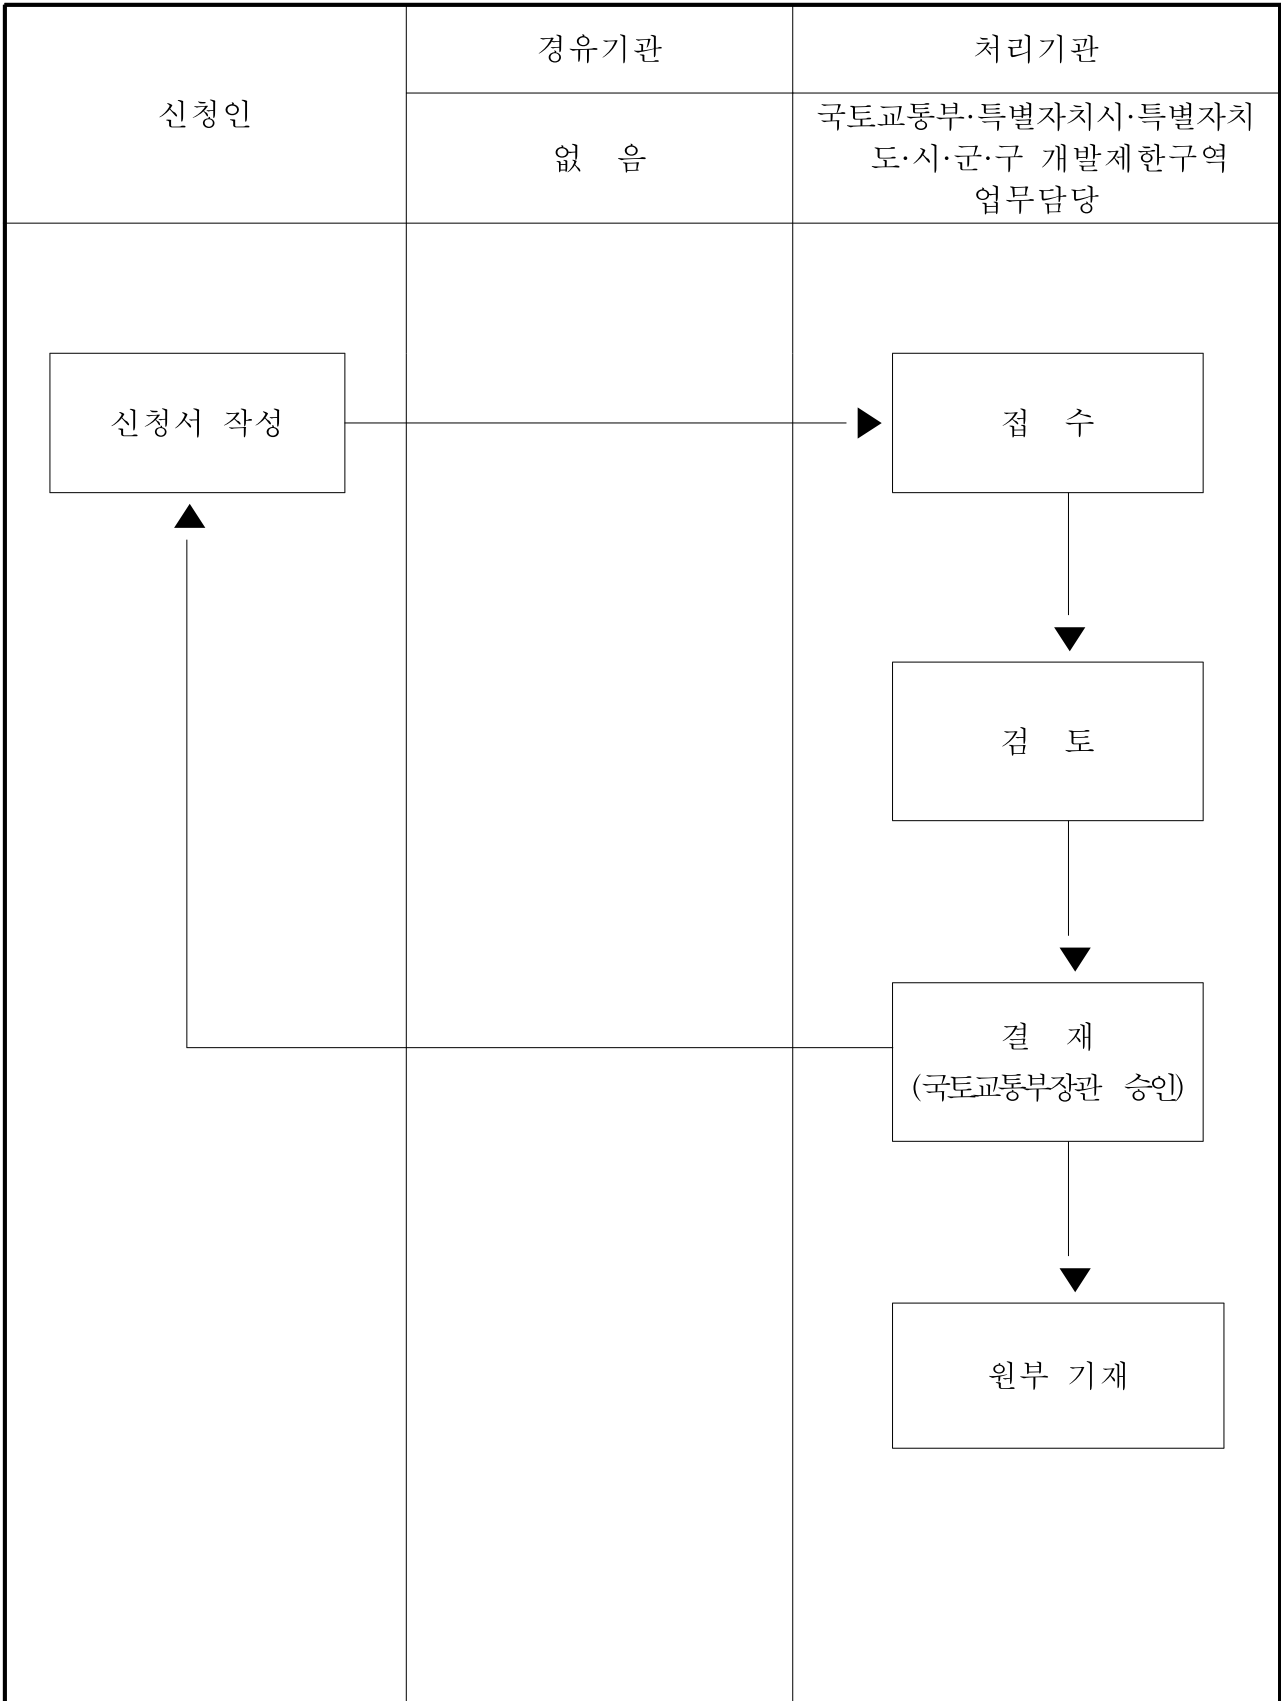 신청인
경유기관
처리기관
없 음
국토교통부·특별자치시·특별자치
도·시·군·구 개발제한구역
업무담당
신청서 작성
접 수
검 토
결 재
(국토교통부장관 승인)
원부 기재